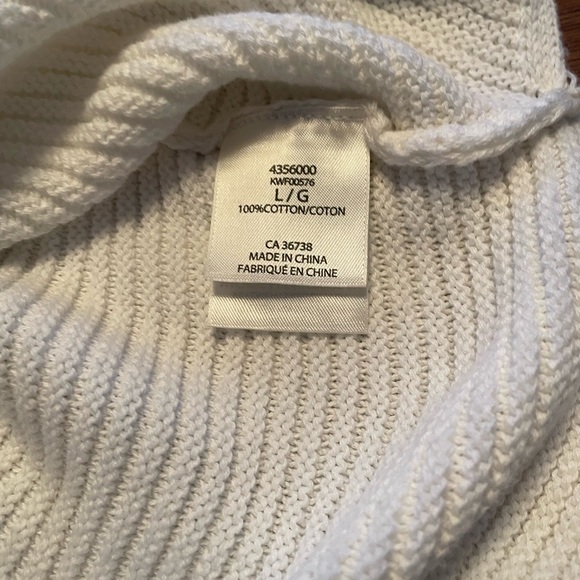 4356000
KWF00576
L/G
100%COTTON/COTON
CA 36738
MADE IN CHINA
FABRIQUÉ EN CHINE